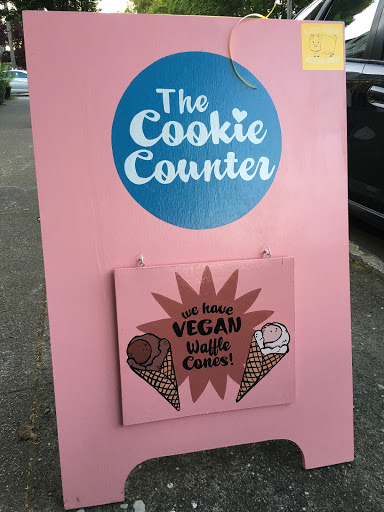 The
Cookie
Counter
we have
VEGAN
Waffle
Cones!